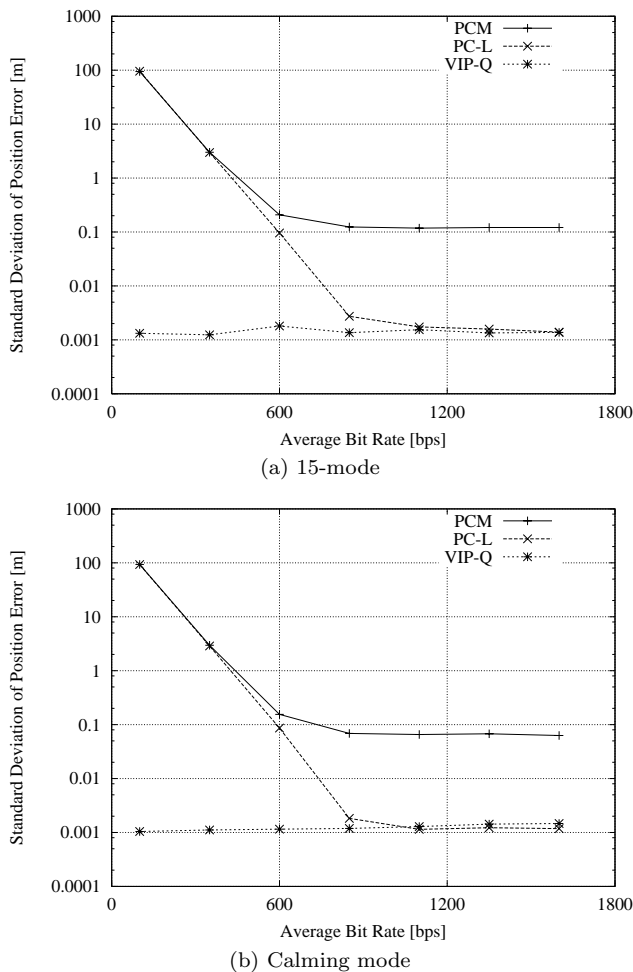 1000
100
10
1
0.1
0.01
0.001
0.0001
Standard Deviation of Position Error [m]
PCM
PC-L
VIP-Q
0 600 1200 1800
Average Bit Rate [bps]
(a) 15-mode
1000
100
10
1
0.1
0.01
0.001
0.0001
Standard Deviation of Position Error [m]
PCM
PC-L
VIP-Q
0 600 1200 1800
Average Bit Rate [bps]
(b) Calming mode